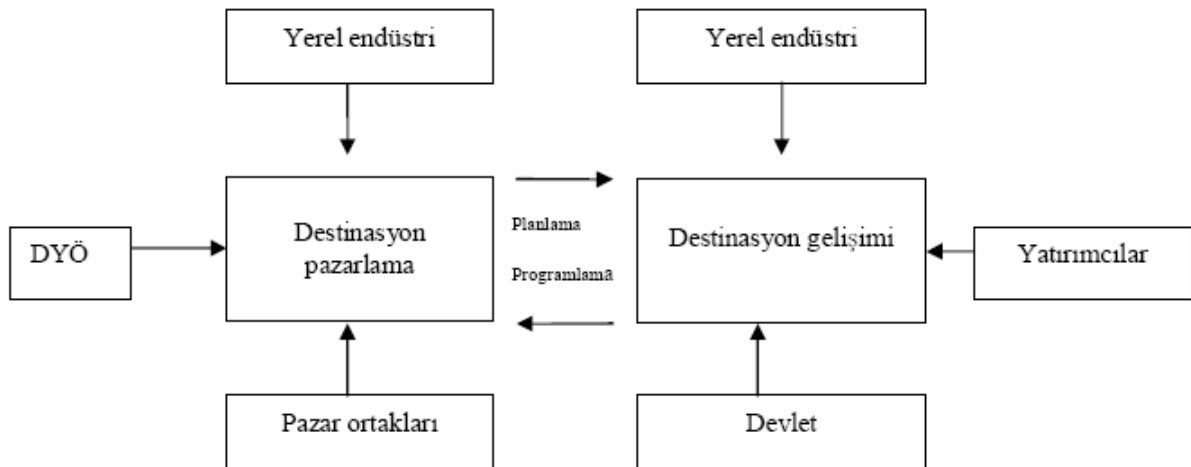 Yerel endüstri
Yerel endüstri
DYÖ
Destinasyon
pazarlama
Planlama
Programlama
Destinasyon gelişimi
Yatırımcılar
Pazar ortakları
Devlet